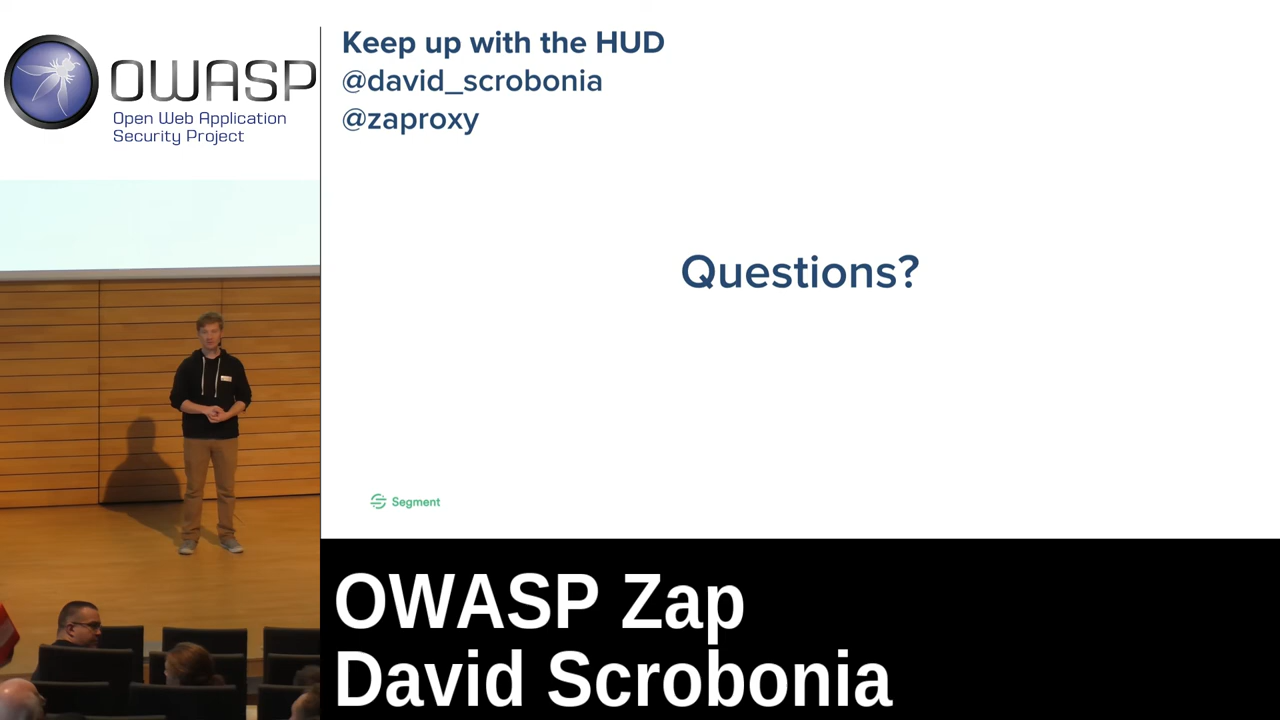 OWASP
Open Web Application
Security Project
Keep up with the HUD
@david_scrobonia
@zaproxy
Questions?
Segment
OWASP Zap
David Scrobonia